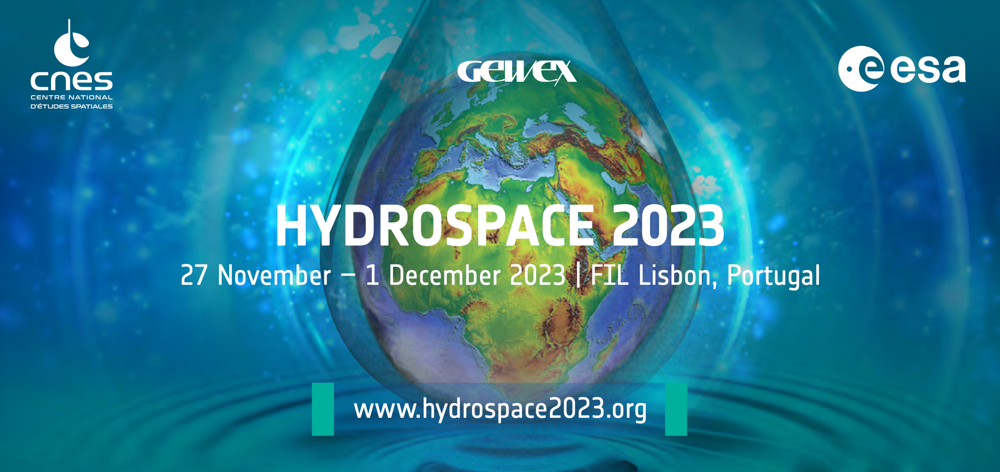 cnes
CENTRE NATIONAL
D'ÉTUDES SPATIALES
GEWEX
esa
HYDROSPACE 2023
27 November – 1 December 2023 | FIL Lisbon, Portugal
www.hydrospace2023.org